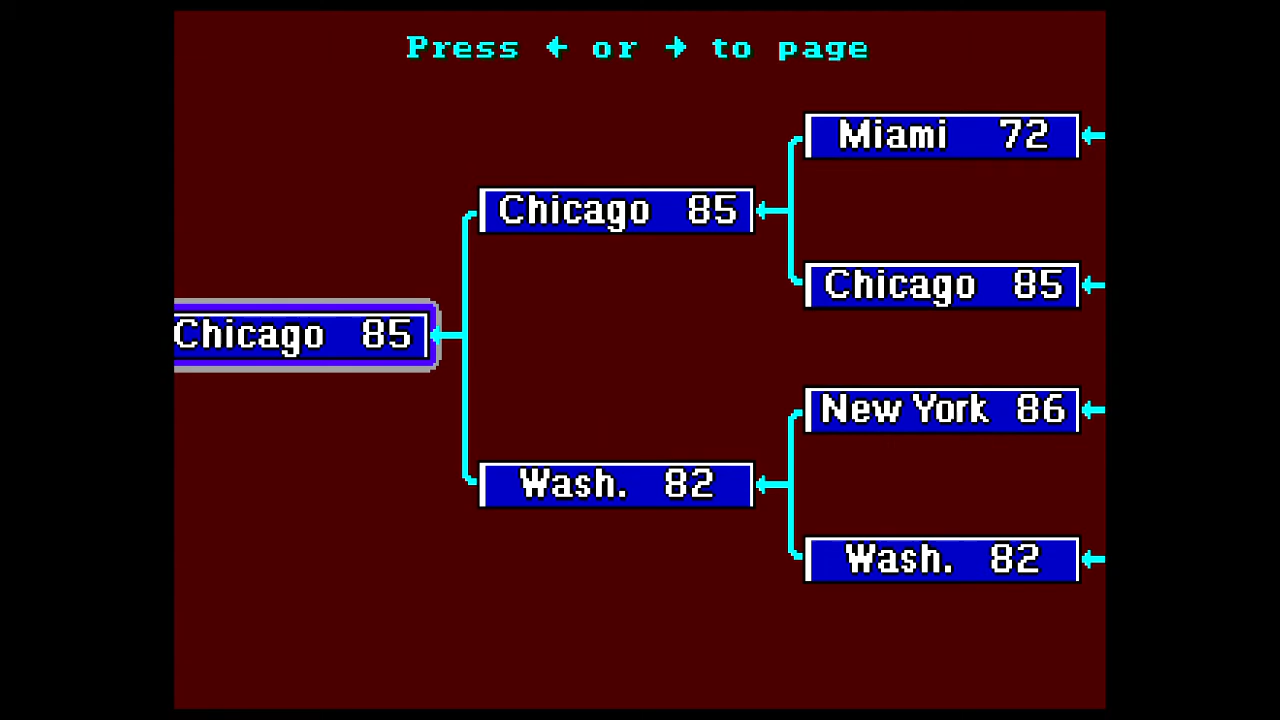 Press ← or → to page
Miami 72
Chicago 85
Chicago 85
Chicago 85
New York 86
Wash. 82
Wash. 82